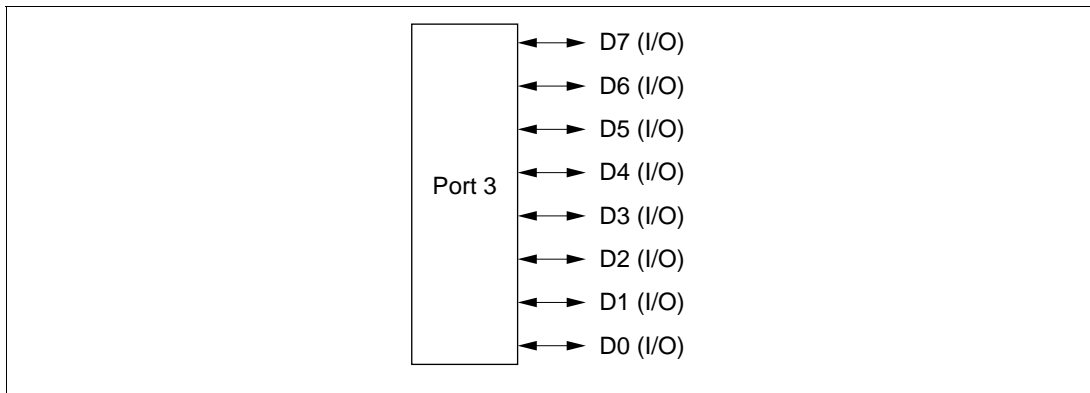 D7 (I/O)
D6 (I/O)
D5 (I/O)
D4 (I/O)
Port 3
D3 (I/O)
D2 (I/O)
D1 (I/O)
D0 (I/O)